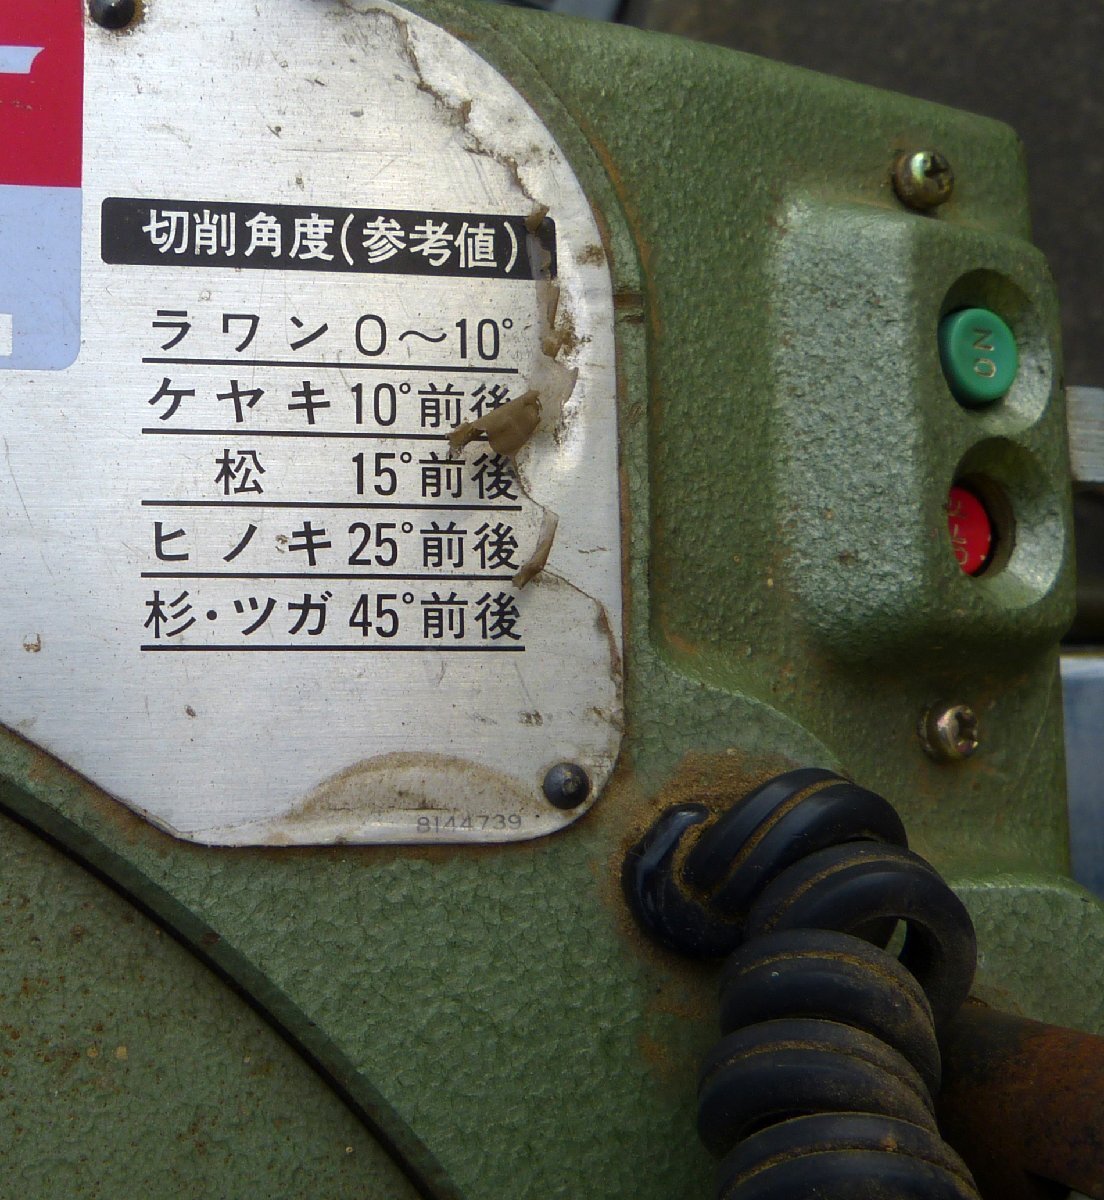 切削角度(参考値)
ラワン 0～10°
ケヤキ 10°前後
松 15°前後
ヒノキ 25°前後
杉・ツガ 45°前後
8144739
ON
OFF